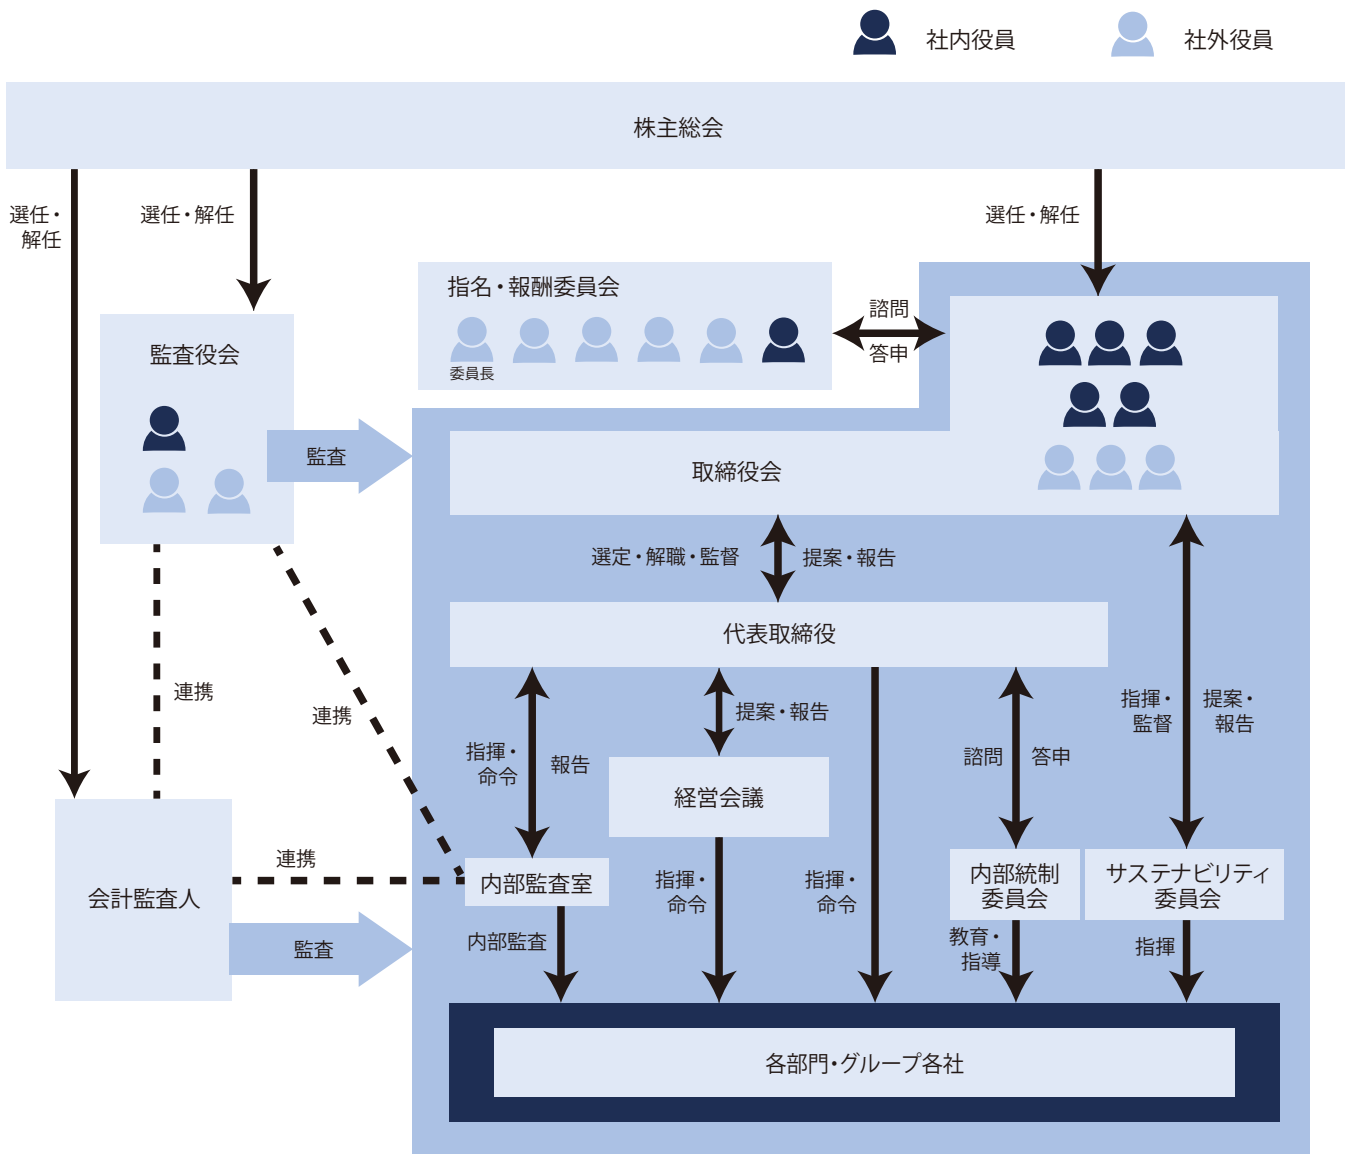 社内役員
社外役員
株主総会
選任・
解任
選任・解任
選任・解任
指名・報酬委員会
委員長
諮問
答申
監査役会
監査
取締役会
選定・解職・監督
提案・報告
代表取締役
連携
連携
指揮・
命令
報告
提案・報告
諮問
答申
指揮・
監督
提案・
報告
経営会議
会計監査人
連携
内部監査室
指揮・
命令
指揮・
命令
内部統制
委員会
サステナビリティ
委員会
監査
内部監査
教育・
指導
指揮
各部門・グループ各社